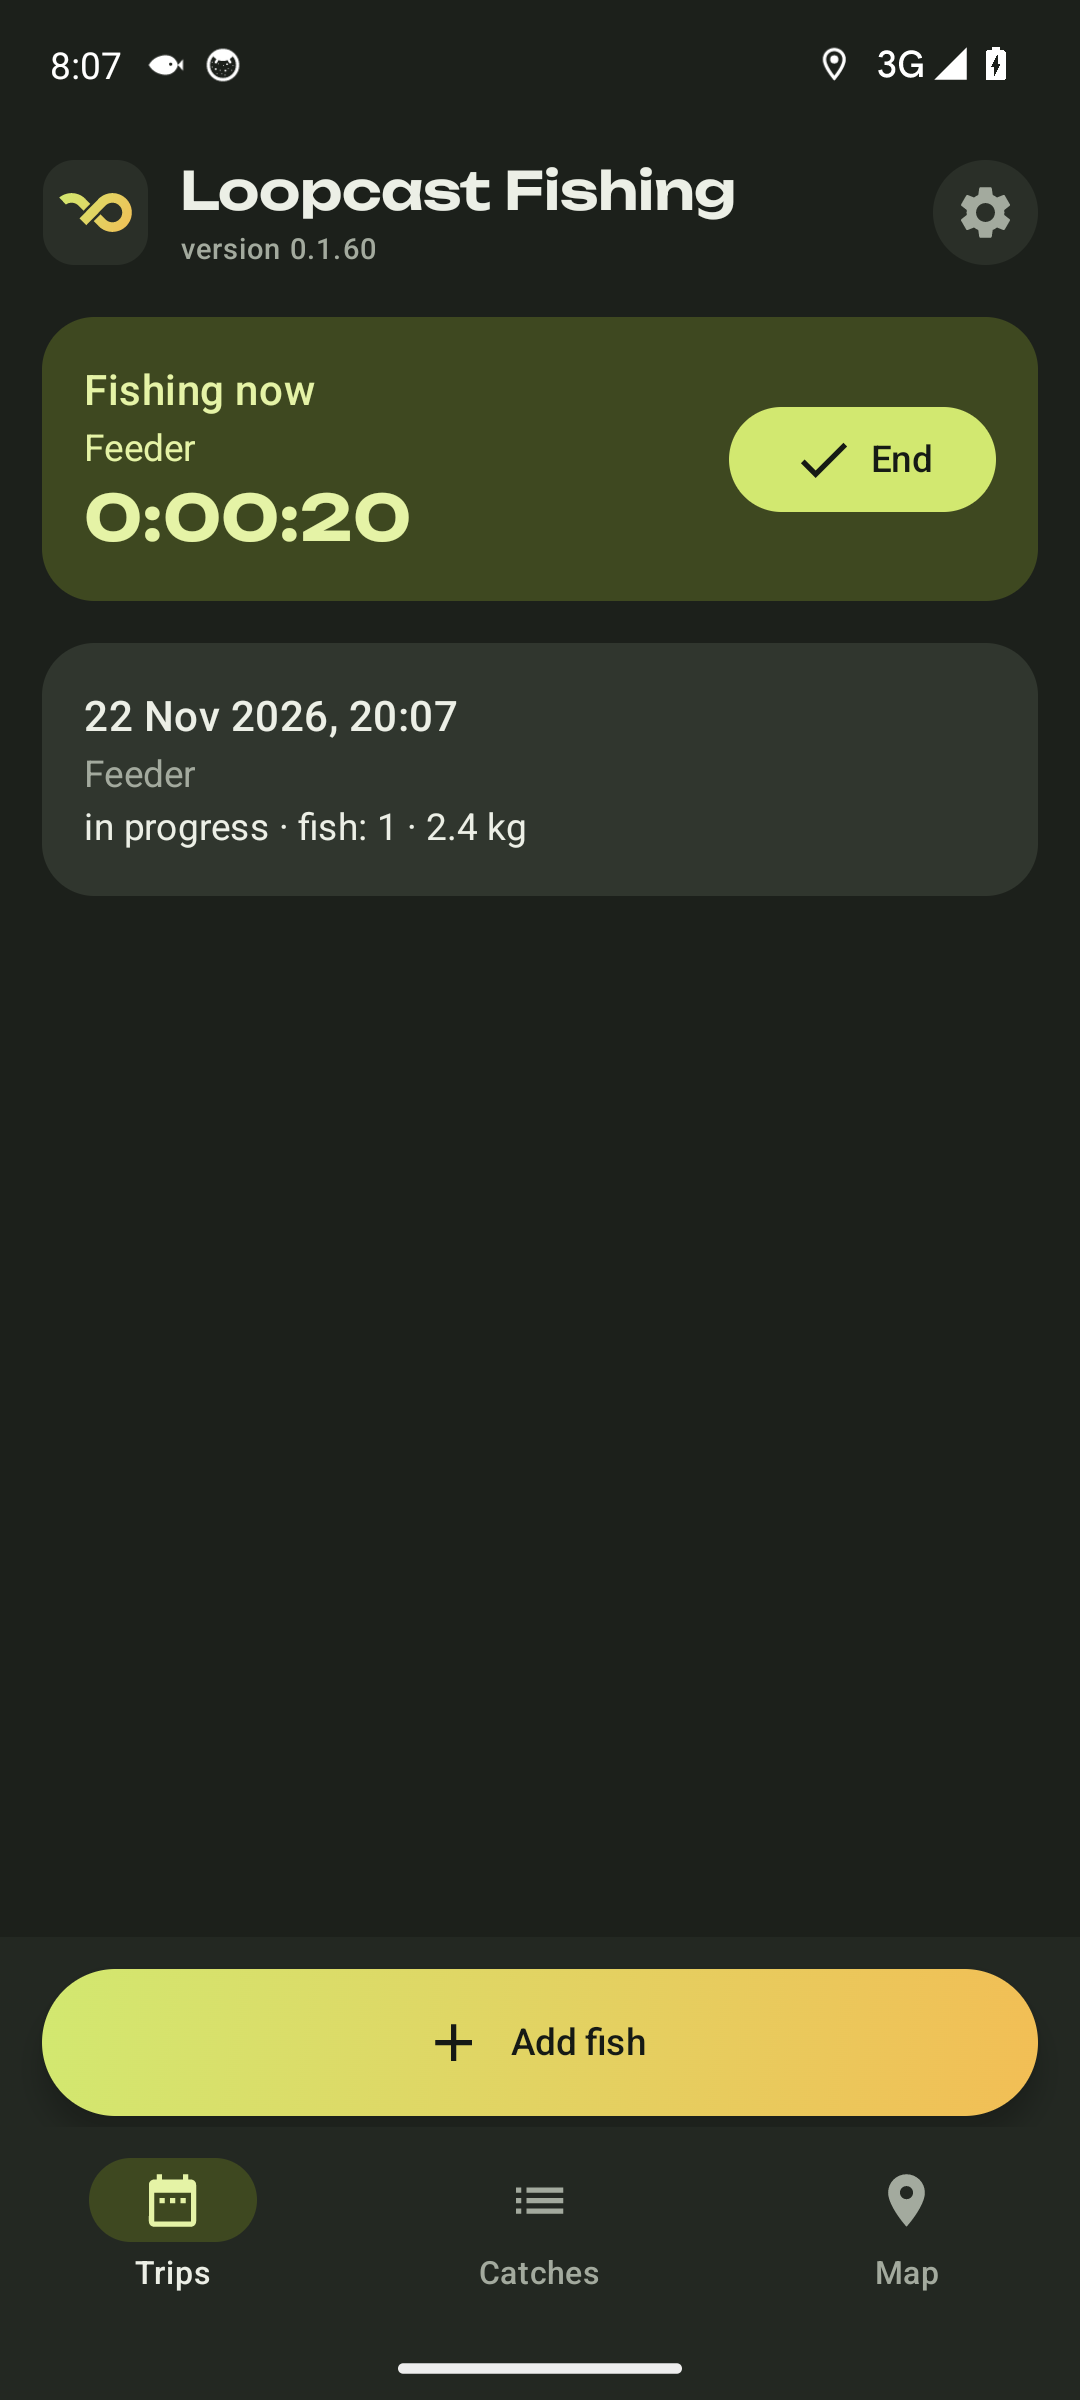 8:07
3G
Loopcast Fishing
version 0.1.60
Fishing now
Feeder
0:00:20
End
22 Nov 2026, 20:07
Feeder
in progress · fish: 1 · 2.4 kg
Add fish
Trips
Catches
Map